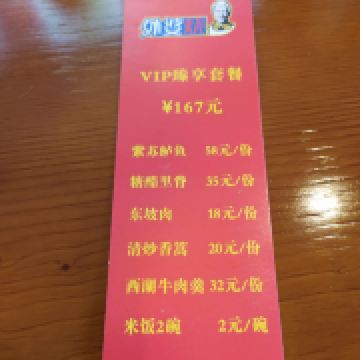 VIP臻享套餐
¥167元
紫苏鲈鱼 58元/份
糖醋里脊 35元/份
东坡肉 18元/份
清炒香蒿 20元/份
西湖牛肉羹 32元/份
米饭2碗 2元/碗